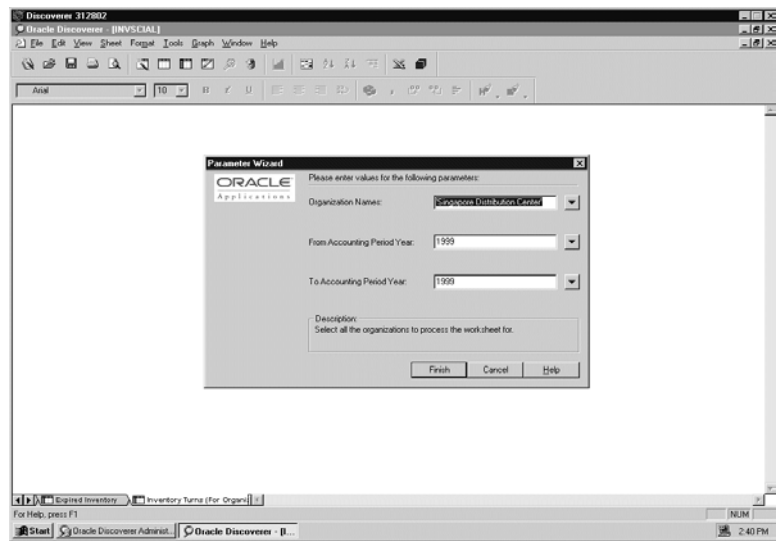 Discoverer 312802
Oracle Discoverer - [INVSCIAL]
File Edit View Sheet Format Tools Graph Window Help
Arial 10 B I U
Parameter Wizard
ORACLE
Applications
Please enter values for the following parameters:
Organization Names: 'Singapore Distribution Center'
From Accounting Period Year: 1999
To Accounting Period Year: 1999
Description:
Select all the organizations to process the worksheet for.
Finish Cancel Help
Expired Inventory Inventory Turns (For Organi
For Help, press F1 NUM
Start Oracle Discoverer Administ... Oracle Discoverer - [I... 2:40 PM